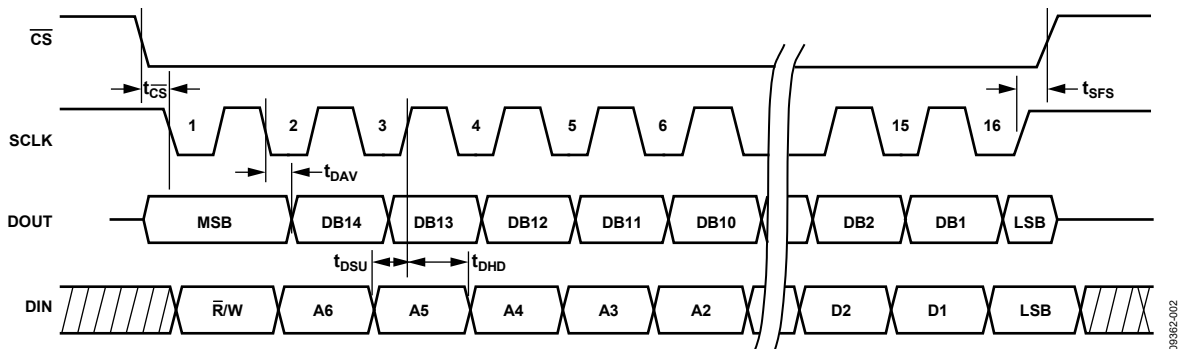 CS
tCS
tSFS
SCLK
1 2 3 4 5 6 15 16
tDAV
DOUT
MSB DB14 DB13 DB12 DB11 DB10 DB2 DB1 LSB
tDSU tDHD
DIN
R/W A6 A5 A4 A3 A2 D2 D1 LSB
09362-002